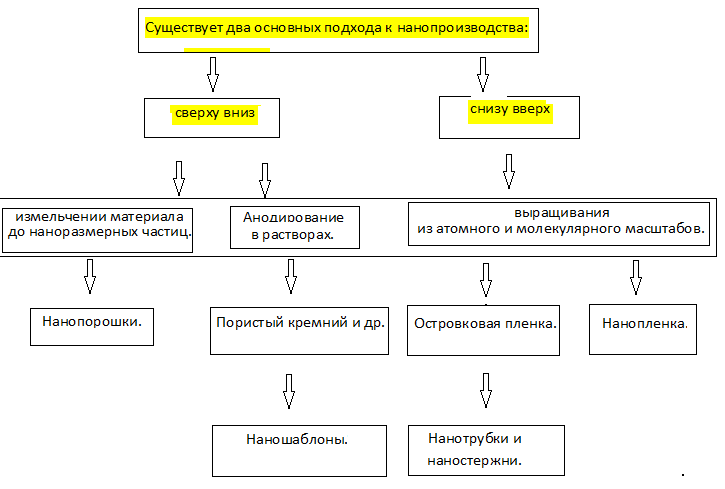 Существует два основных подхода к нанопроизводства:
сверху вниз
снизу вверх
измельчении материала
до наноразмерных частиц.
Анодирование
в растворах.
выращивания
из атомного и молекулярного масштабов.
Нанопорошки.
Пористый кремний и др.
Островковая пленка.
Нанопленка.
Наношаблоны.
Нанотрубки и
наностержни.
.